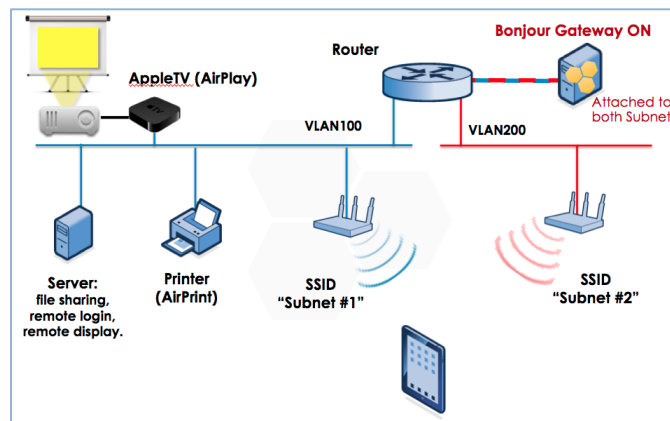 Bonjour Gateway ON
Router
AppleTV (AirPlay)
Attached to
both Subnet
VLAN100
VLAN200
Server:
file sharing,
remote login,
remote display.
Printer
(AirPrint)
SSID
“Subnet #1”
SSID
“Subnet #2”